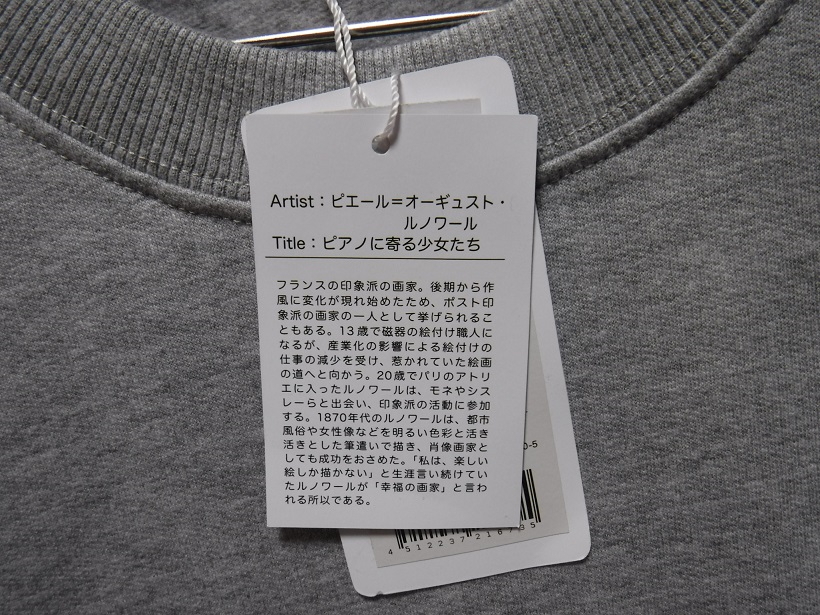 Artist：ピエール＝オーギュスト・
ルノワール
Title：ピアノに寄る少女たち
フランスの印象派の画家。後期から作
風に変化が現れ始めたため、ポスト印
象派の画家の一人として挙げられるこ
ともある。13歳で磁器の絵付け職人に
なるが、産業化の影響による絵付けの
仕事の減少を受け、惹かれていた絵画
の道へと向かう。20歳でパリのアトリ
エに入ったルノワールは、モネやシス
レーらと出会い、印象派の活動に参加
する。1870年代のルノワールは、都市
風俗や女性像などを明るい色彩と活き
活きとした筆遣いで描き、肖像画家と
しても成功をおさめた。「私は、楽しい
絵しか描かない」と生涯言い続けてい
たルノワールが「幸福の画家」と言わ
れる所以である。
0-5
4 512237 216735